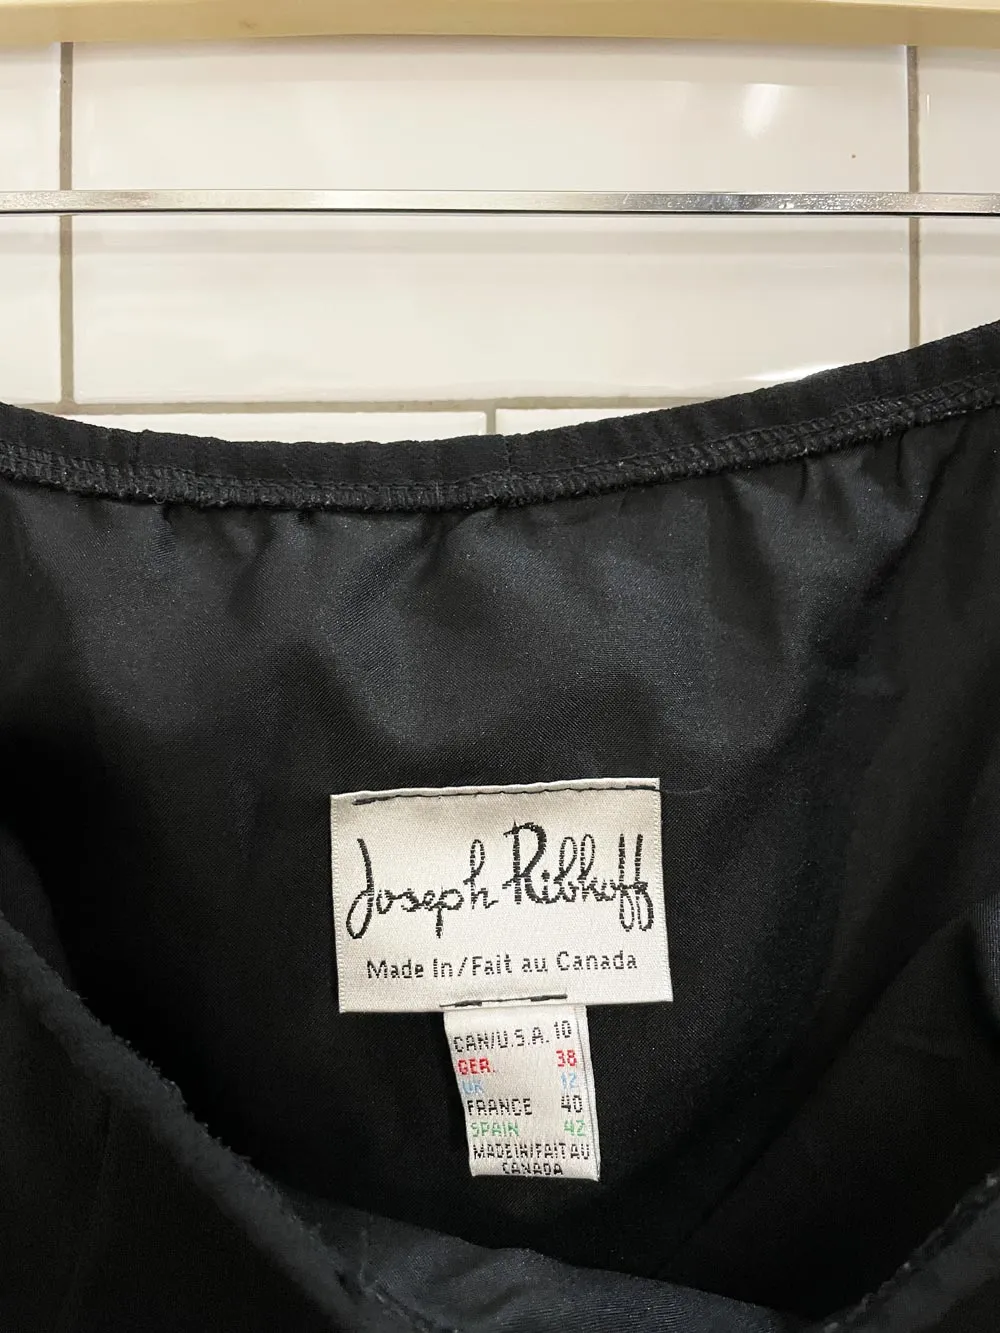 Joseph Ribkoff
Made In/Fait au Canada
CAN/U.S.A. 10
GER. 38
UK 12
FRANCE 40
SPAIN 42
MADE IN/FAIT AU
CANADA